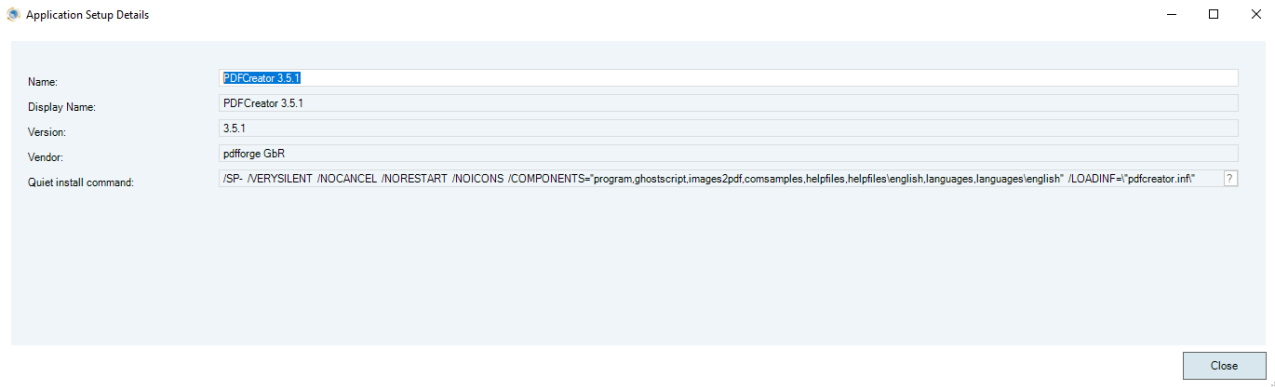 Application Setup Details
Name: PDFCreator 3.5.1
Display Name: PDFCreator 3.5.1
Version: 3.5.1
Vendor: pdfforge GbR
Quiet install command: /SP- /VERYSILENT /NOCANCEL /NORESTART /NOICONS /COMPONENTS="program,ghostscript,images2pdf,comsamples,helpfiles,helpfiles\english,languages,languages\english" /LOADINF=\"pdfcreator.inf\" ?
Close